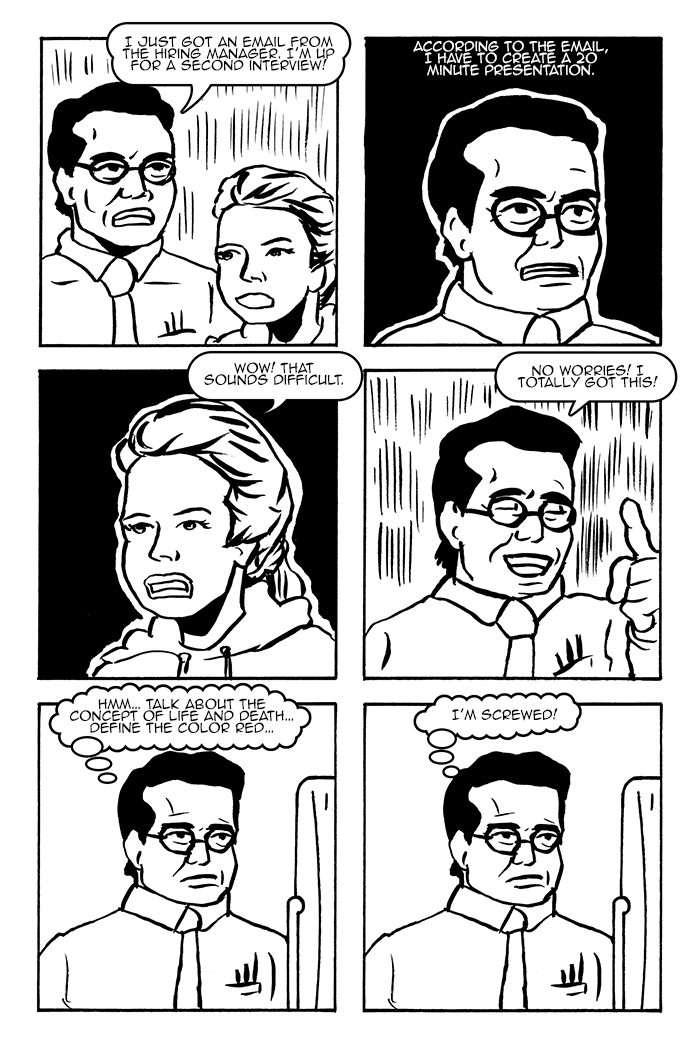 I JUST GOT AN EMAIL FROM
THE HIRING MANAGER. I'M UP
FOR A SECOND INTERVIEW!
ACCORDING TO THE EMAIL,
I HAVE TO CREATE A 20
MINUTE PRESENTATION.
WOW! THAT
SOUNDS DIFFICULT.
NO WORRIES! I
TOTALLY GOT THIS!
HMM... TALK ABOUT THE
CONCEPT OF LIFE AND DEATH...
DEFINE THE COLOR RED...
I'M SCREWED!